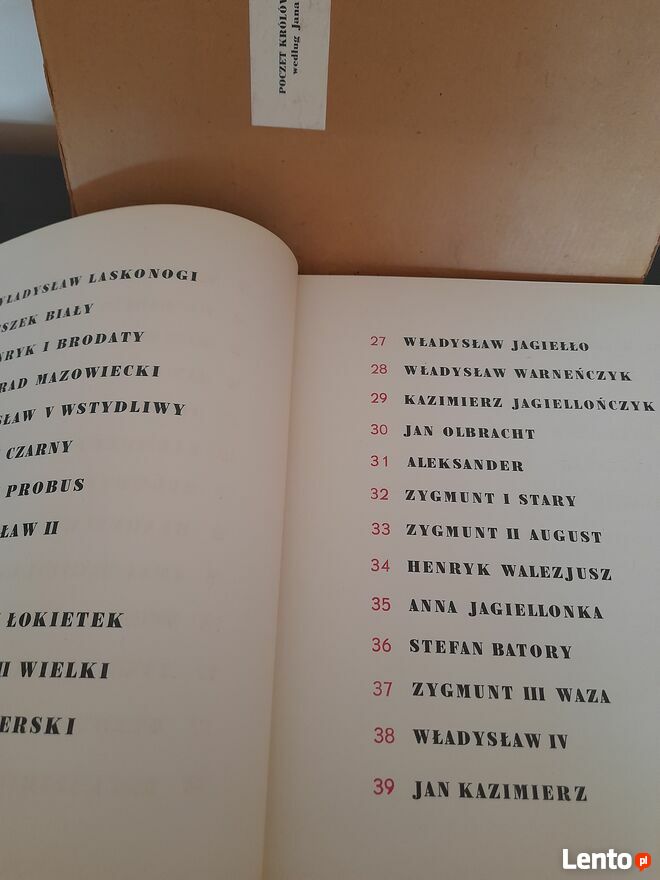 POCZET KRÓLÓW
według Jana
WŁADYSŁAW LASKONOGI
SZEK BIAŁY
NRYK I BRODATY
RAD MAZOWIECKI
SŁAW V WSTYDLIWY
CZARNY
PROBUS
ŁAW II
ŁOKIETEK
II WIELKI
ERSKI
27 WŁADYSŁAW JAGIEŁŁO
28 WŁADYSŁAW WARNEŃCZYK
29 KAZIMIERZ JAGIELLOŃCZYK
30 JAN OLBRACHT
31 ALEKSANDER
32 ZYGMUNT I STARY
33 ZYGMUNT II AUGUST
34 HENRYK WALEZJUSZ
35 ANNA JAGIELLONKA
36 STEFAN BATORY
37 ZYGMUNT III WAZA
38 WŁADYSŁAW IV
39 JAN KAZIMIERZ
Lento pl